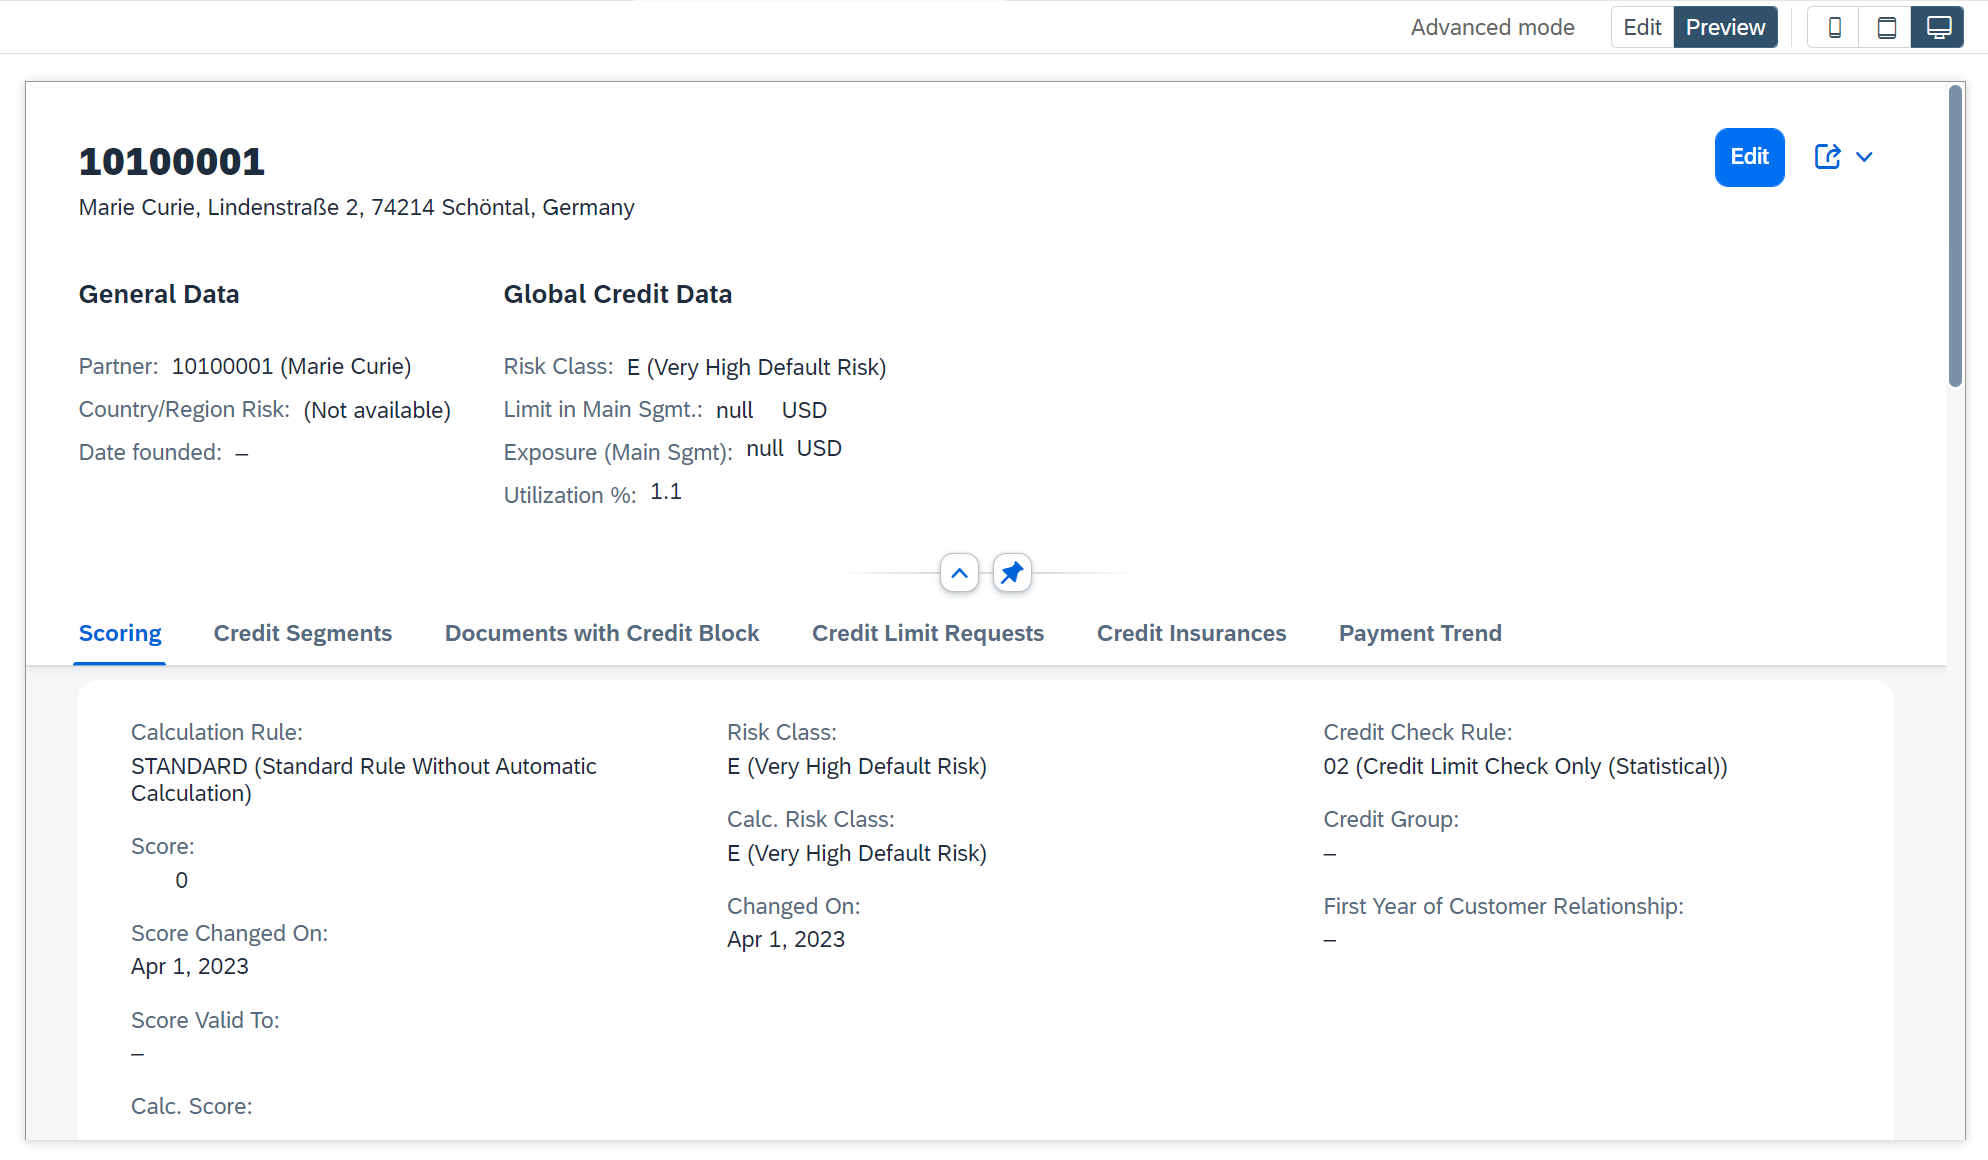 Advanced mode Edit Preview
10100001
Edit
Marie Curie, Lindenstraße 2, 74214 Schöntal, Germany
General Data
Partner: 10100001 (Marie Curie)
Country/Region Risk: (Not available)
Date founded: –
Global Credit Data
Risk Class: E (Very High Default Risk)
Limit in Main Sgmt.: null USD
Exposure (Main Sgmt): null USD
Utilization %: 1.1
Scoring Credit Segments Documents with Credit Block Credit Limit Requests Credit Insurances Payment Trend
Calculation Rule:
STANDARD (Standard Rule Without Automatic
Calculation)
Score:
0
Score Changed On:
Apr 1, 2023
Score Valid To:
–
Calc. Score:
Risk Class:
E (Very High Default Risk)
Calc. Risk Class:
E (Very High Default Risk)
Changed On:
Apr 1, 2023
Credit Check Rule:
02 (Credit Limit Check Only (Statistical))
Credit Group:
–
First Year of Customer Relationship:
–